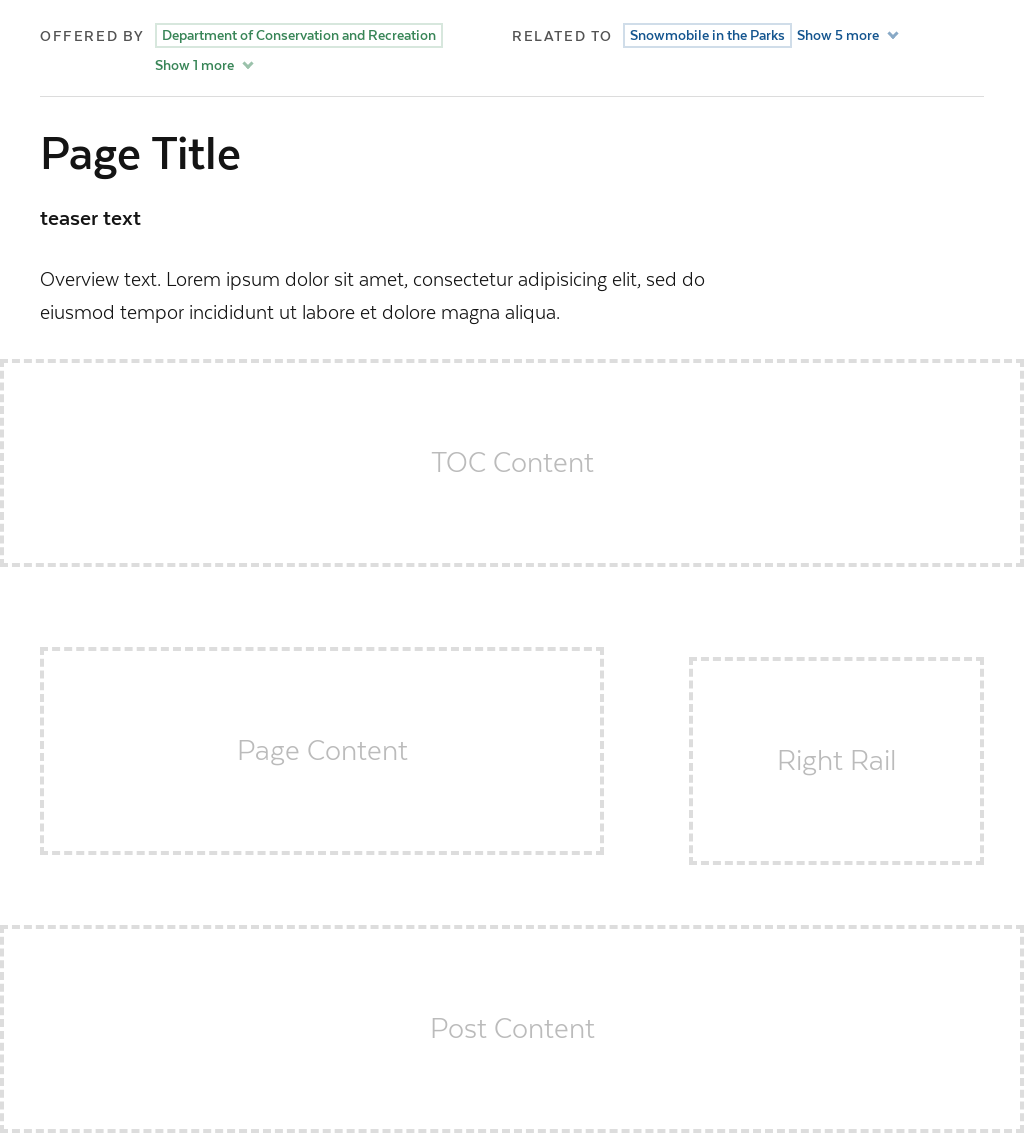 OFFERED BY Department of Conservation and Recreation
Show 1 more
RELATED TO Snowmobile in the Parks Show 5 more
Page Title
teaser text
Overview text. Lorem ipsum dolor sit amet, consectetur adipisicing elit, sed do
eiusmod tempor incididunt ut labore et dolore magna aliqua.
TOC Content
Page Content
Right Rail
Post Content